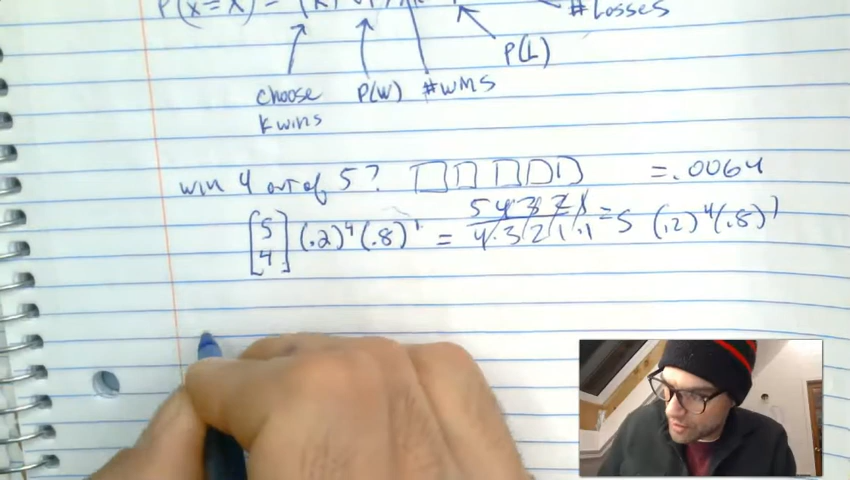 P(X=x) = (k) #Losses
P(L)
choose P(W) #wins
k wins
win 4 out of 5? =.0064
[5 4] (.2)⁴(.8)¹ = 5·4·3·2·1 / 4·3·2·1·1 = 5 (.2)⁴(.8)¹